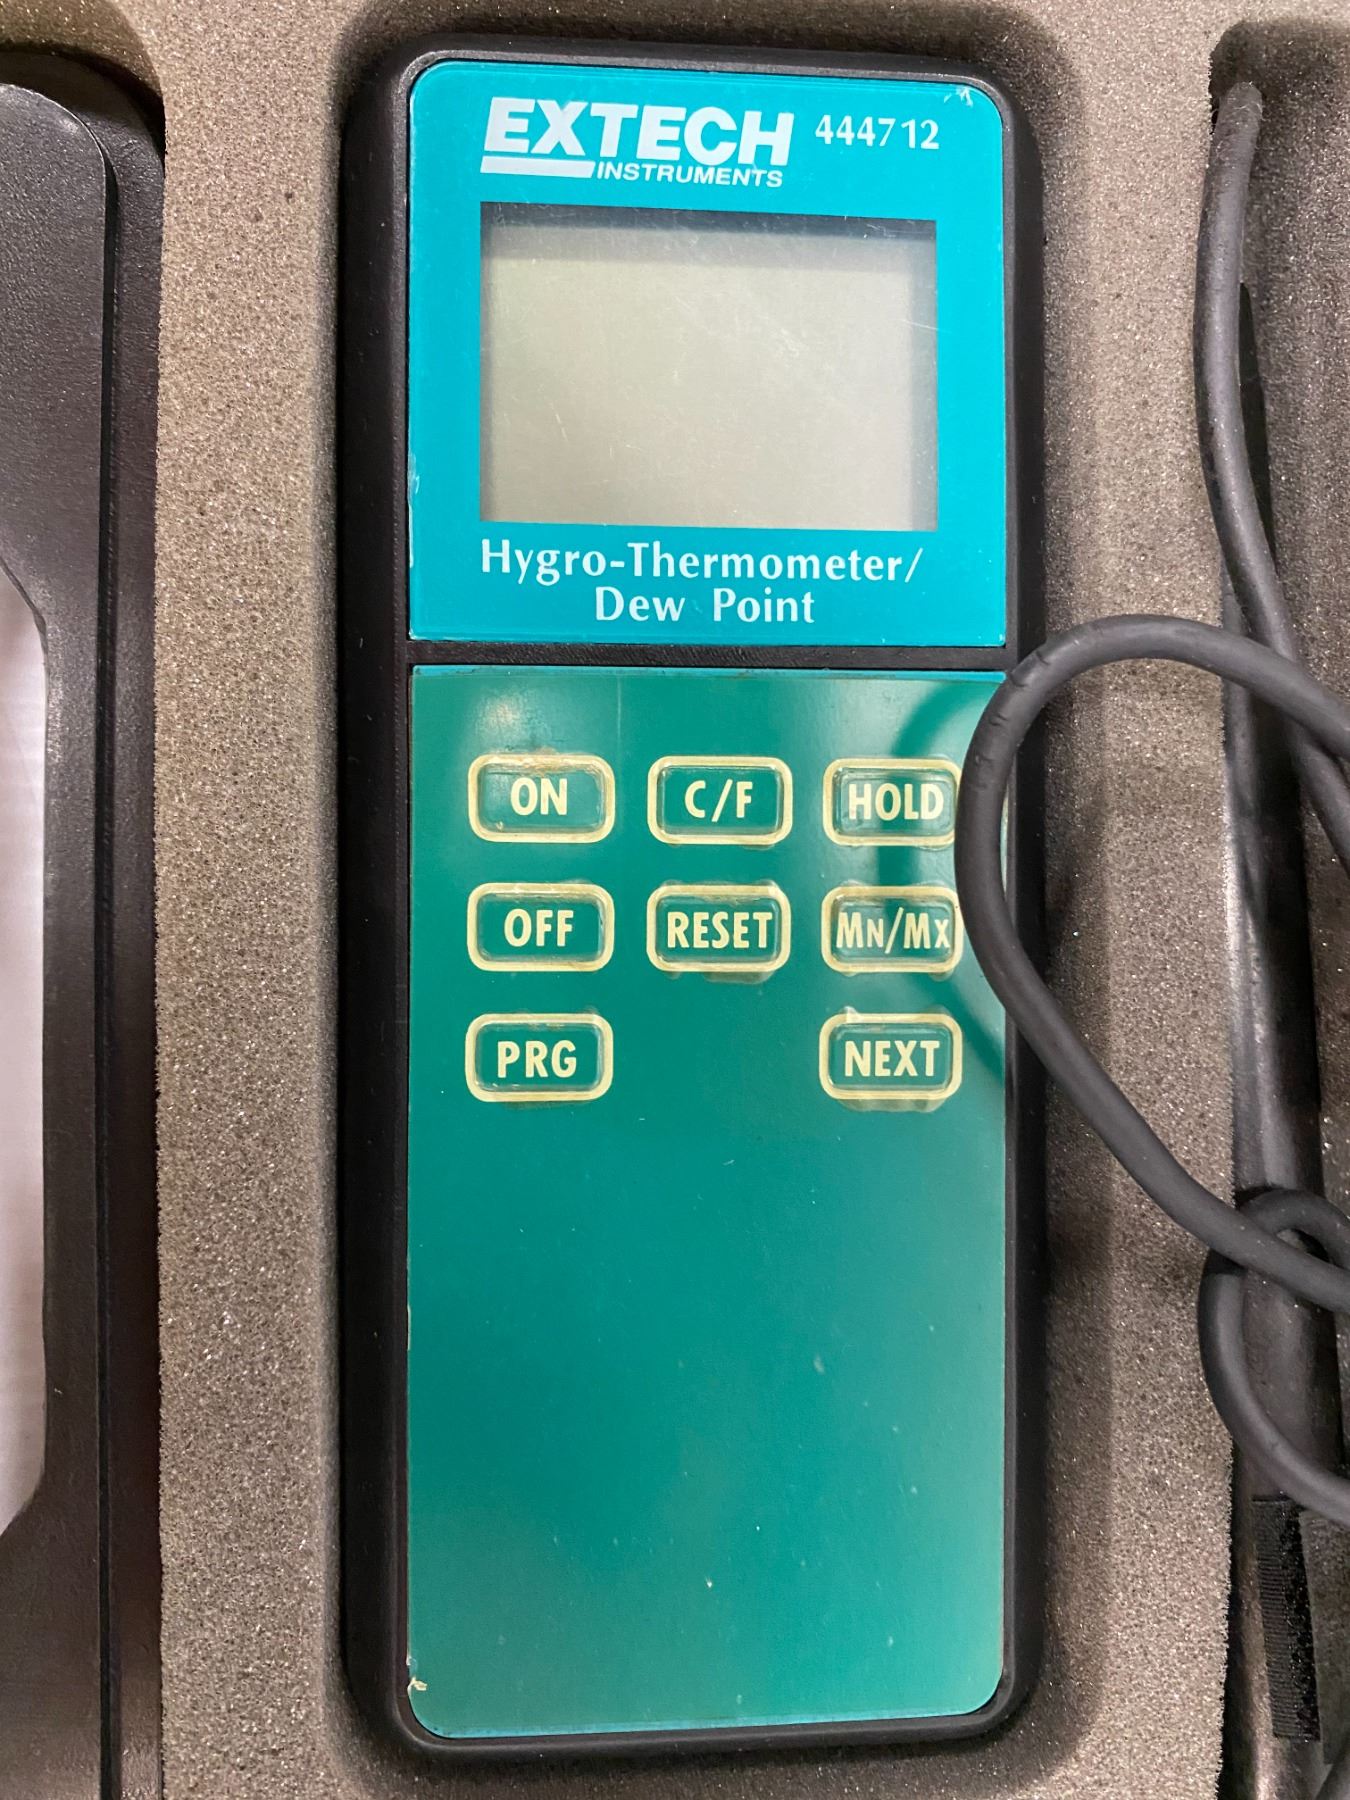 EXTECH 444712
INSTRUMENTS
Hygro-Thermometer/
Dew Point
ON C/F HOLD
OFF RESET MN/MX
PRG NEXT